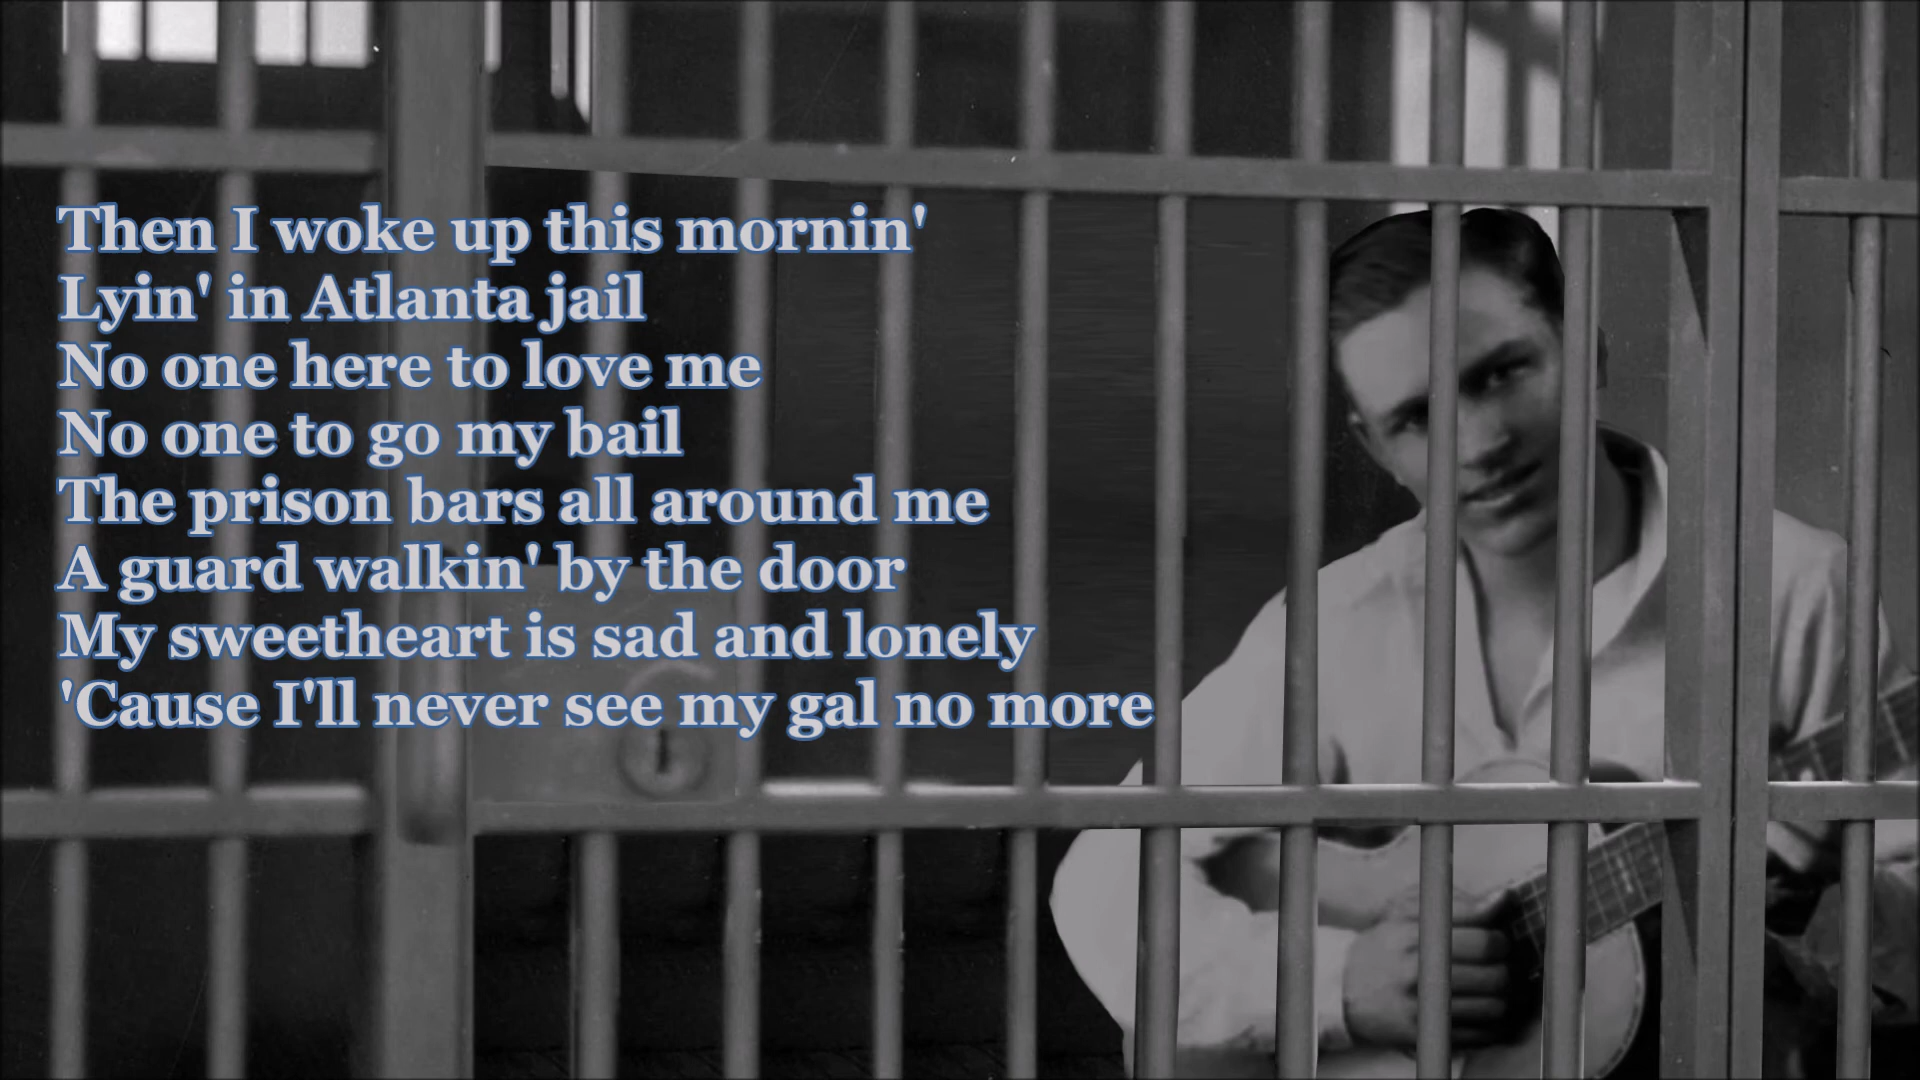 Then I woke up this mornin'
Lyin' in Atlanta jail
No one here to love me
No one to go my bail
The prison bars all around me
A guard walkin' by the door
My sweetheart is sad and lonely
'Cause I'll never see my gal no more